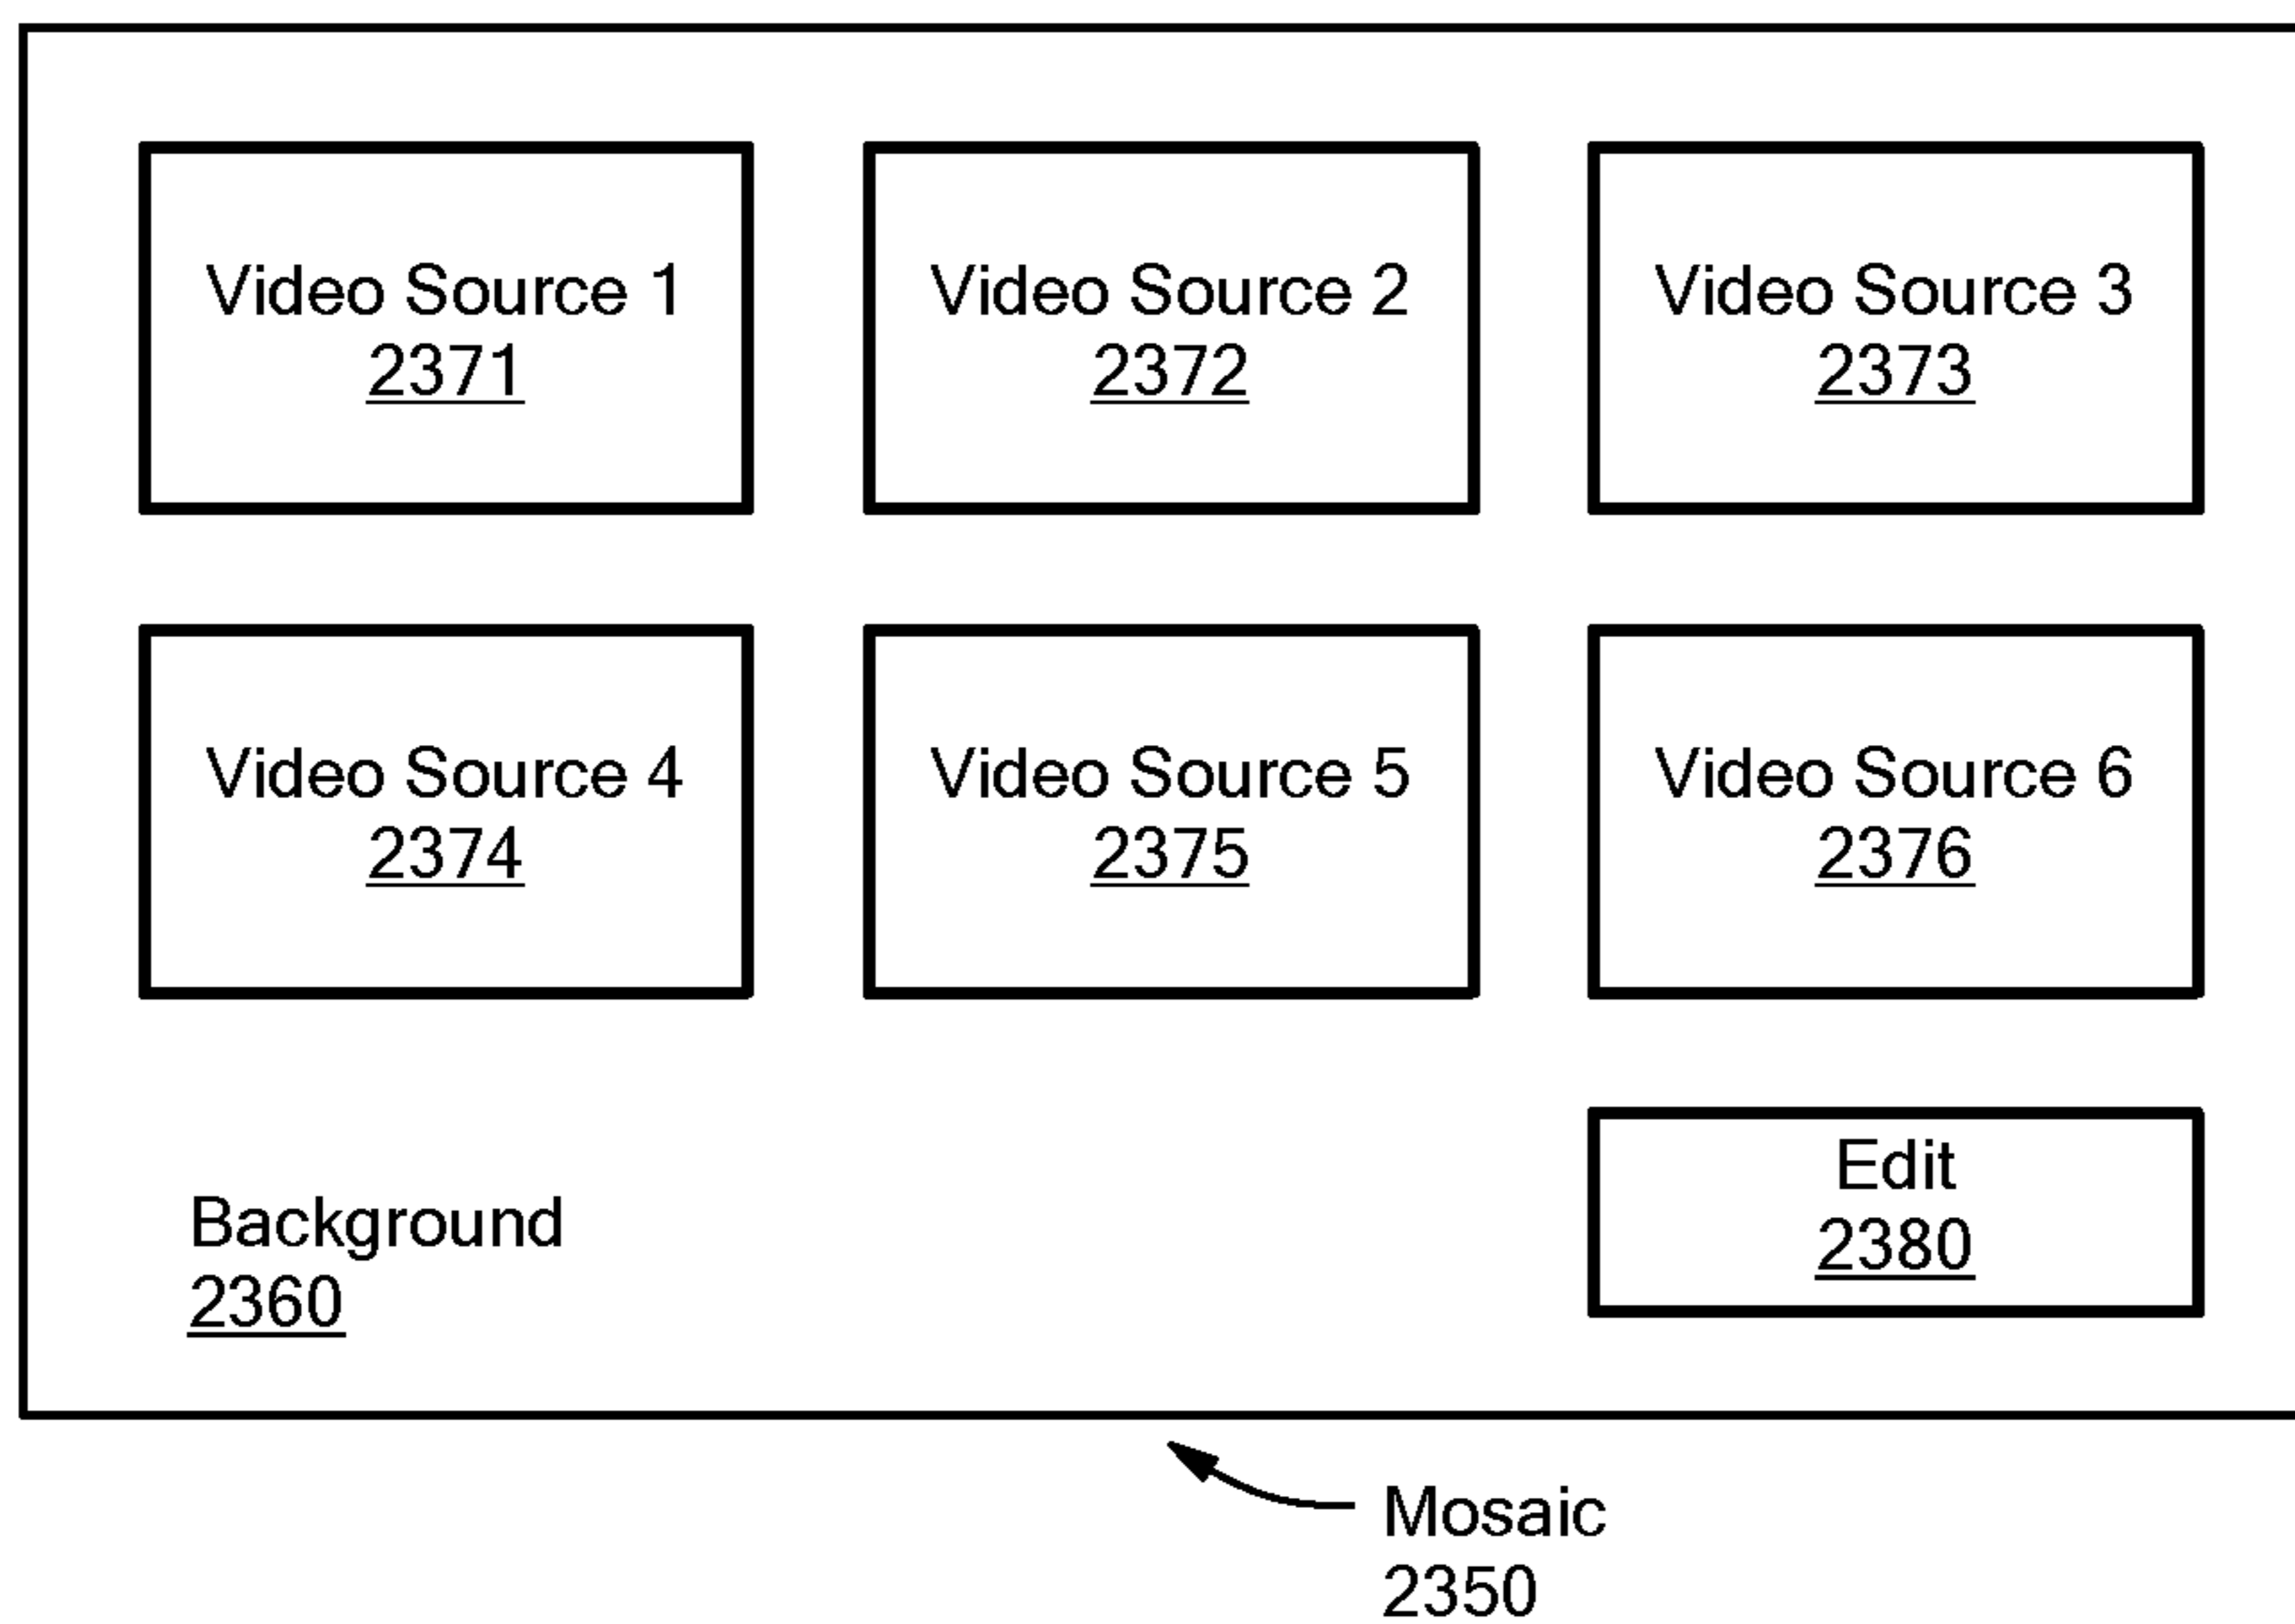 Video Source 1
2371
Video Source 2
2372
Video Source 3
2373
Video Source 4
2374
Video Source 5
2375
Video Source 6
2376
Background
2360
Edit
2380
Mosaic
2350